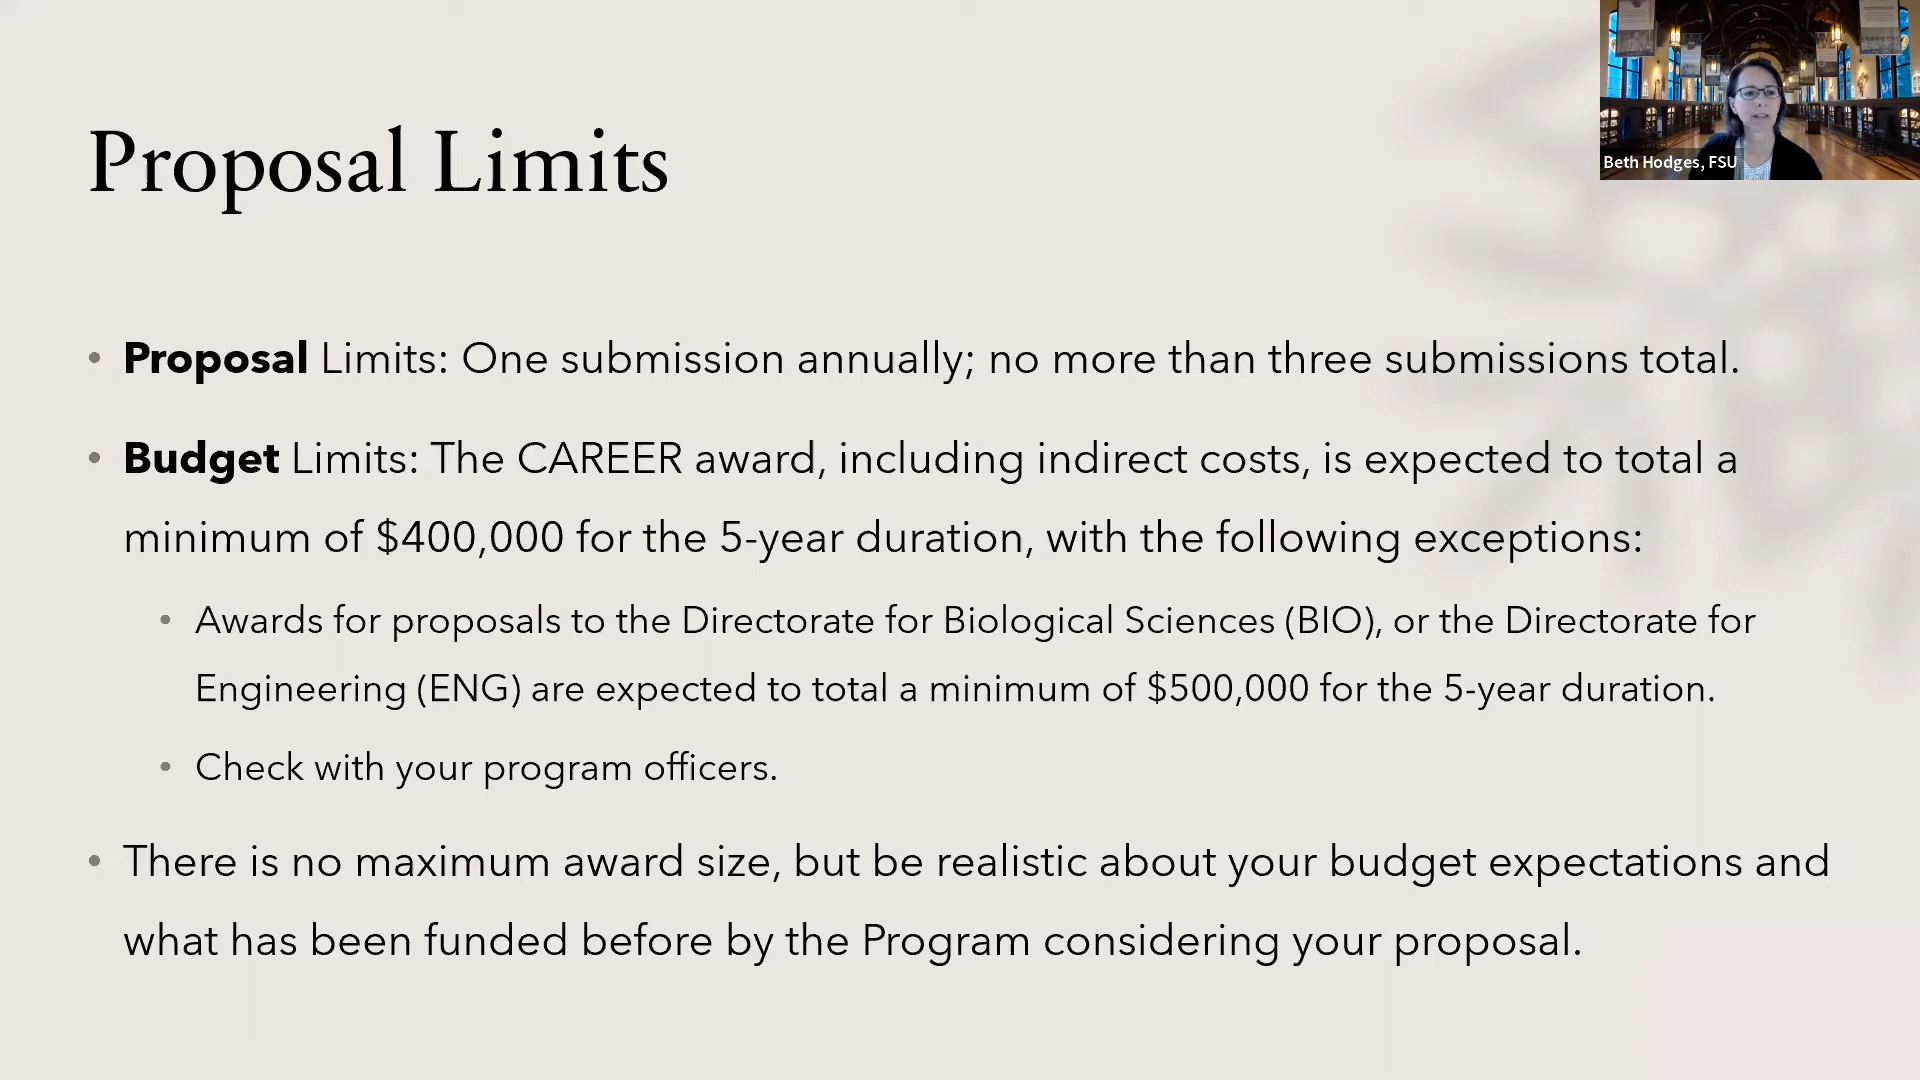 Proposal Limits
Beth Hodges, FSU
• Proposal Limits: One submission annually; no more than three submissions total.
• Budget Limits: The CAREER award, including indirect costs, is expected to total a
minimum of $400,000 for the 5-year duration, with the following exceptions:
• Awards for proposals to the Directorate for Biological Sciences (BIO), or the Directorate for
Engineering (ENG) are expected to total a minimum of $500,000 for the 5-year duration.
• Check with your program officers.
• There is no maximum award size, but be realistic about your budget expectations and
what has been funded before by the Program considering your proposal.